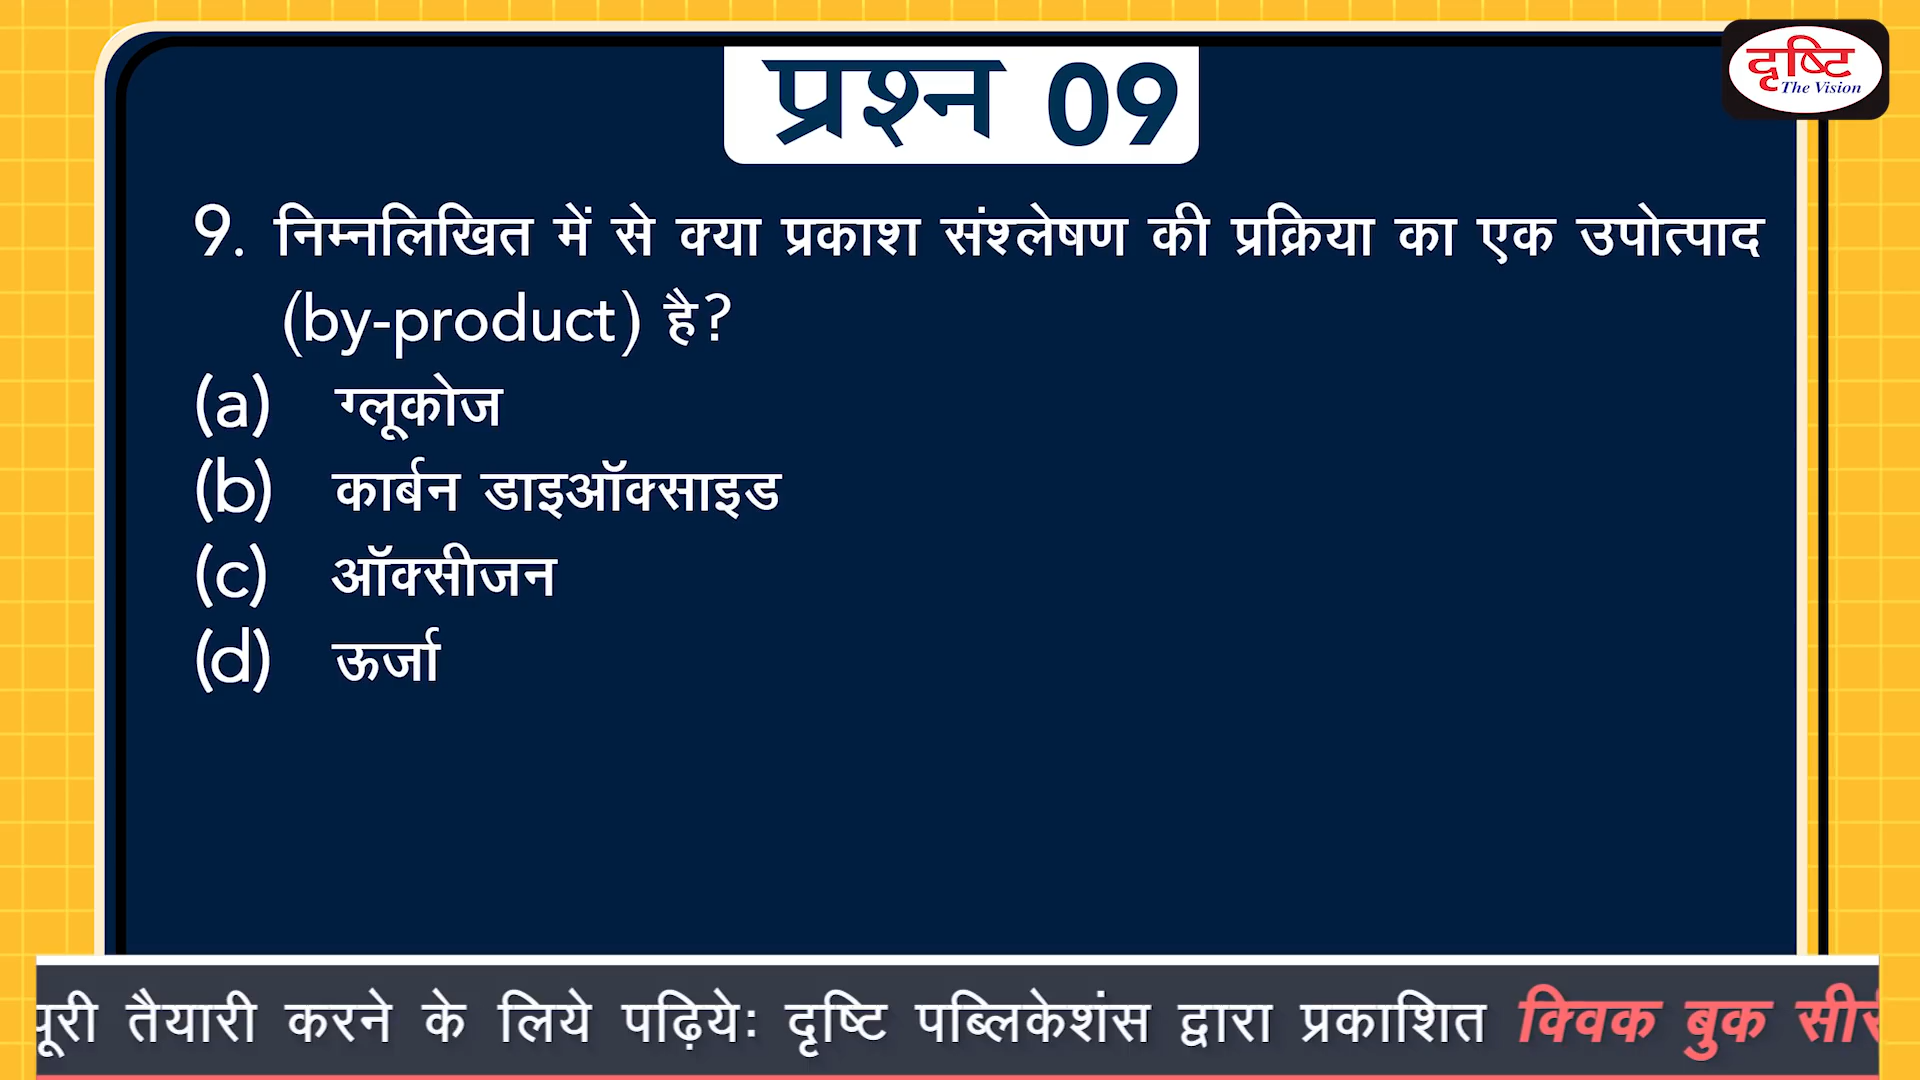 दृष्टि
The Vision
प्रश्न 09
9. निम्नलिखित में से क्या प्रकाश संश्लेषण की प्रक्रिया का एक उपोत्पाद
(by-product) है?
(a) ग्लूकोज
(b) कार्बन डाइऑक्साइड
(c) ऑक्सीजन
(d) ऊर्जा
तैयारी करने के लिये पढ़िये: दृष्टि पब्लिकेशंस द्वारा प्रकाशित क्विक बुक